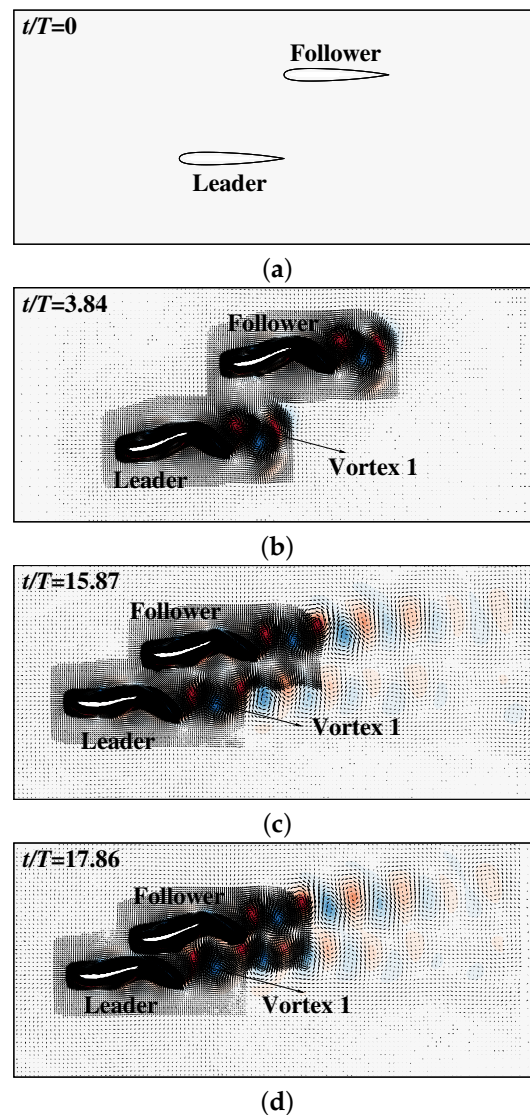 t/T=0
Follower
Leader
(a)
t/T=3.84
Follower
Leader
Vortex 1
(b)
t/T=15.87
Follower
Leader
Vortex 1
(c)
t/T=17.86
Follower
Leader
Vortex 1
(d)